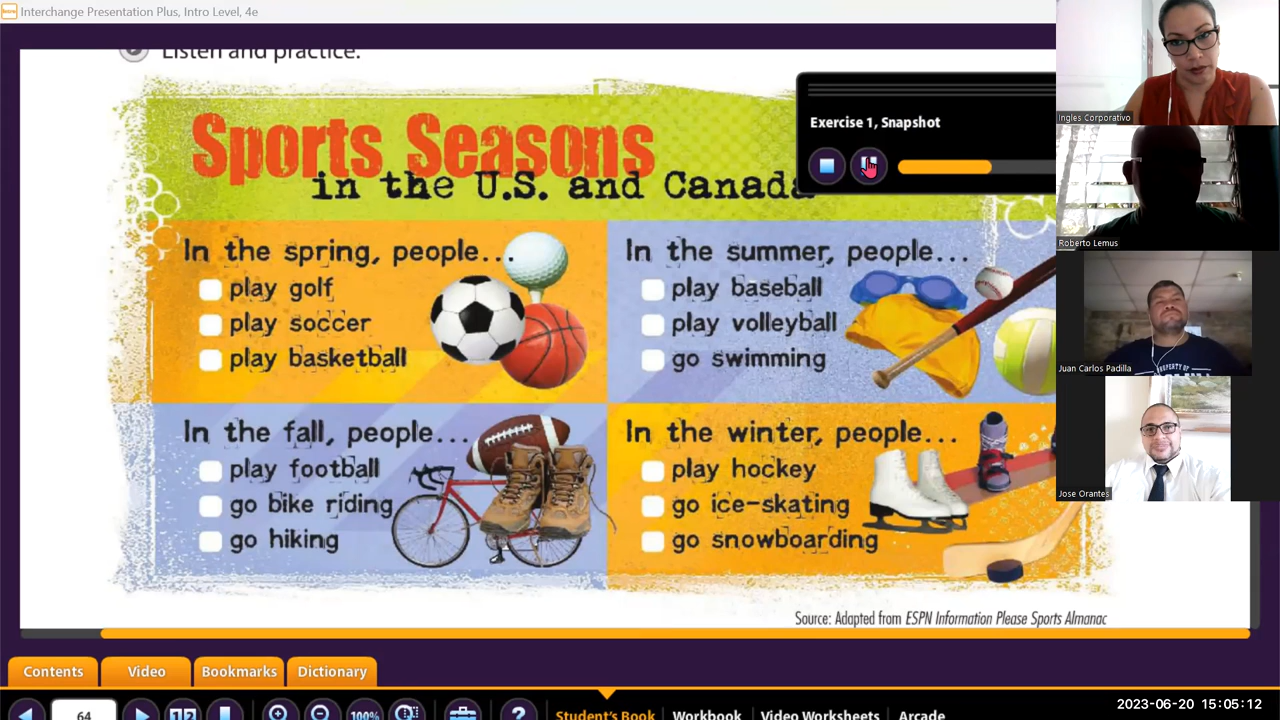 Interchange Presentation Plus, Intro Level, 4e
Listen and practice.
Exercise 1, Snapshot
Sports Seasons
in the U.S. and Canada
In the spring, people...
play golf
play soccer
play basketball
In the summer, people...
play baseball
play volleyball
go swimming
In the fall, people...
play football
go bike riding
go hiking
In the winter, people...
play hockey
go ice-skating
go snowboarding
Source: Adapted from ESPN Information Please Sports Almanac
Ingles Corporativo
Roberto Lemus
Juan Carlos Padilla
PROPERTY OF
Jose Orantes
Contents
Video
Bookmarks
Dictionary
64
1 2
100%
?
Student's Book
Workbook
Video Worksheets
Arcade
2023-06-20 15:05:12